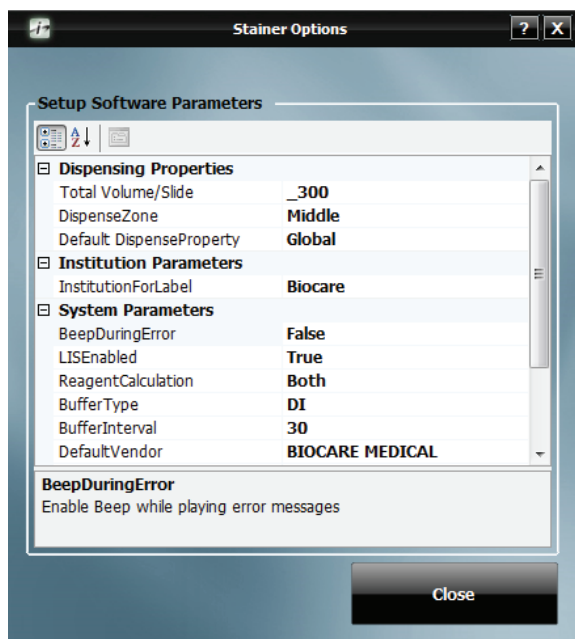 i
Stainer Options ? X
Setup Software Parameters
A
Z
Dispensing Properties
Total Volume/Slide _300
DispenseZone Middle
Default DispenseProperty Global
Institution Parameters
InstitutionForLabel Biocare
System Parameters
BeepDuringError False
LISEnabled True
ReagentCalculation Both
BufferType DI
BufferInterval 30
DefaultVendor BIOCARE MEDICAL
BeepDuringError
Enable Beep while playing error messages
Close